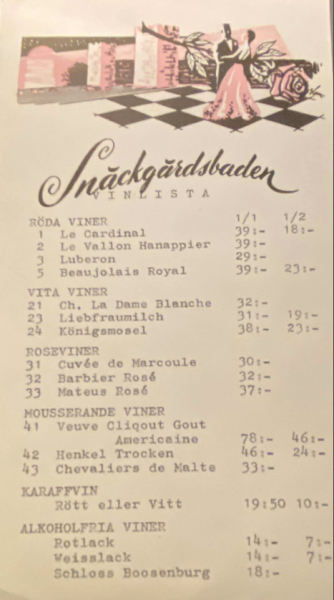 Snäckgärdsbaden
VINLISTA
RÖDA VINER 1/1 1/2
1 Le Cardinal 39:- 18:-
2 Le Vallon Hanappier 39:-
3 Luberon 29:-
5 Beaujolais Royal 39:- 23:-
VITA VINER
21 Ch. La Dame Blanche 32:-
23 Liebfraumilch 31:- 19:-
24 Königsmosel 38:- 23:-
ROSEVINER
31 Cuvée de Marcoule 30:-
32 Barbier Rosé 32:-
33 Mateus Rosé 37:-
MOUSSERANDE VINER
41 Veuve Cliqout Gout
Americaine 78:- 46:-
42 Henkel Trocken 46:- 24:-
43 Chevaliers de Malte 33:-
KARAFFVIN
Rött eller Vitt 19:50 10:-
ALKOHOLFRIA VINER
Rotlack 14:- 7:-
Weisslack 14:- 7:-
Schloss Boosenburg 18:-